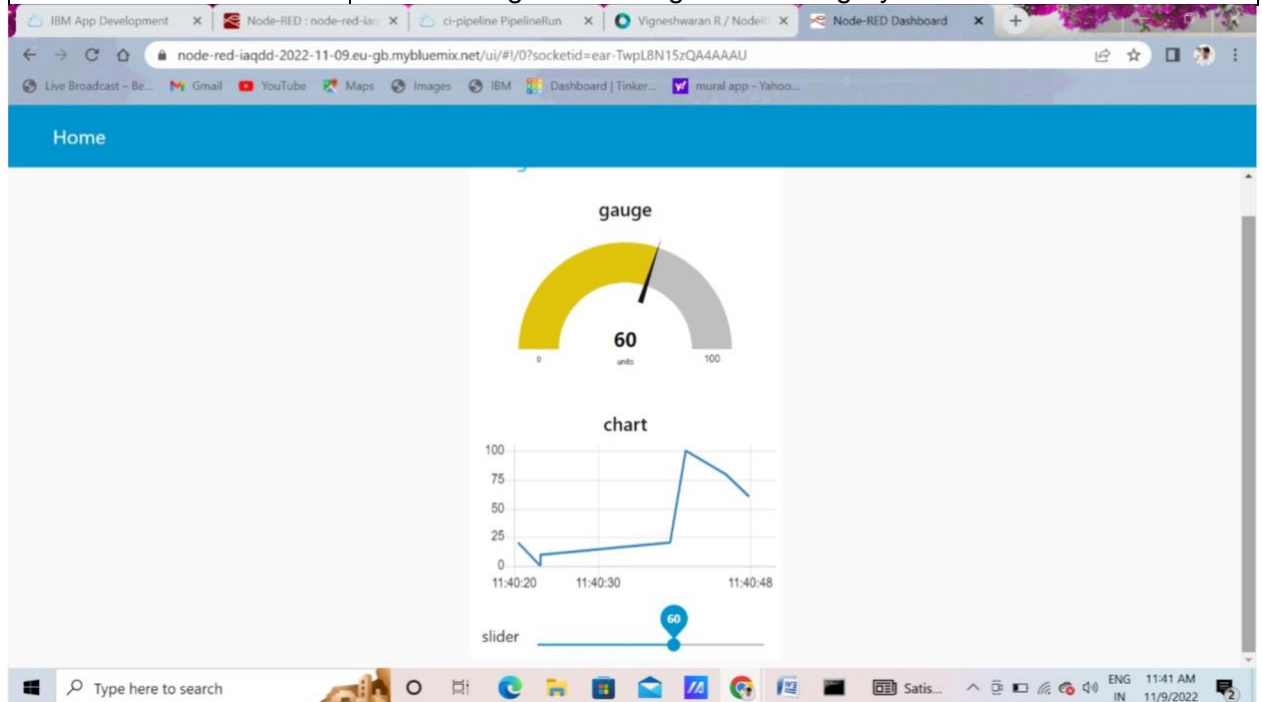 IBM App Development
Node-RED : node-red-iaq
ci-pipeline PipelineRun
Vigneshwaran R / NodeR
Node-RED Dashboard
node-red-iaqdd-2022-11-09.eu-gb.mybluemix.net/ui/#!/0?socketid=ear-TwpL8N15zQA4AAAU
Live Broadcast – Be...
Gmail
YouTube
Maps
Images
IBM
Dashboard | Tinker...
mural app - Yahoo...
Home
gauge
60
units
0
100
chart
100
75
50
25
0
11:40:20
11:40:30
11:40:48
60
slider
Type here to search
Satis...
ENG
IN
11:41 AM
11/9/2022
2